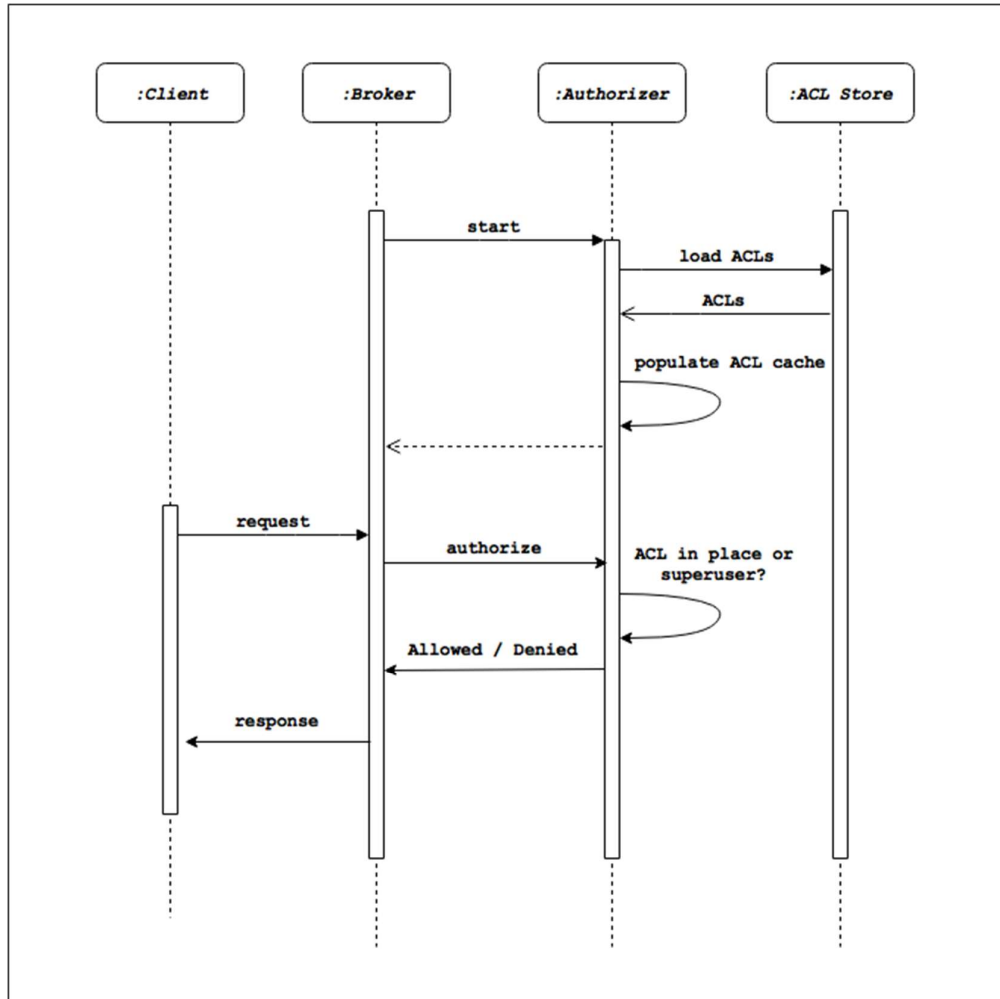 :Client
:Broker
:Authorizer
:ACL Store
start
load ACLs
ACLs
populate ACL cache
request
authorize
ACL in place or
superuser?
Allowed / Denied
response